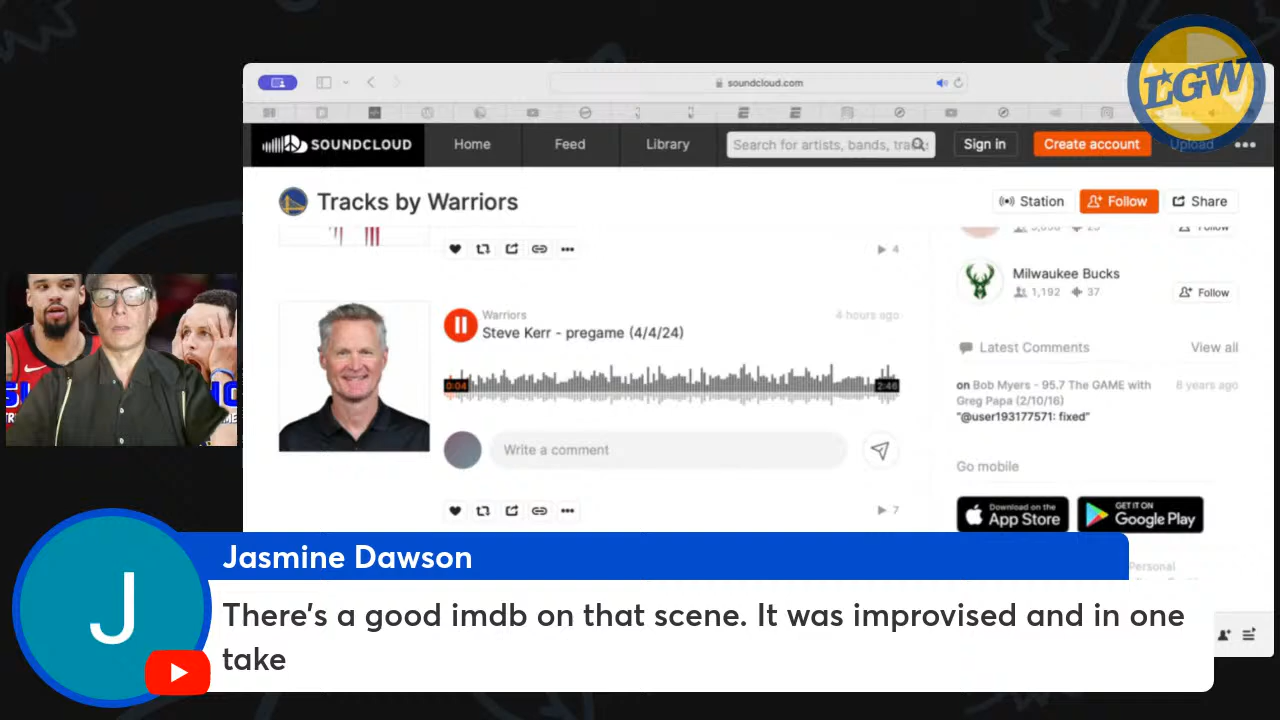 LGW
soundcloud.com
SOUNDCLOUD
Home
Feed
Library
Search for artists, bands, tracks
Sign in
Create account
Upload
Tracks by Warriors
Station
Follow
Share
4
Follow
Milwaukee Bucks
1,192
37
Follow
Warriors
4 hours ago
Steve Kerr - pregame (4/4/24)
0:04
2:46
Latest Comments
View all
on Bob Myers - 95.7 The GAME with
8 years ago
Greg Papa (2/10/16)
"@user193177571: fixed"
Write a comment
Go mobile
7
Download on the
App Store
GET IT ON
Google Play
Personal
J
Jasmine Dawson
There's a good imdb on that scene. It was improvised and in one
take